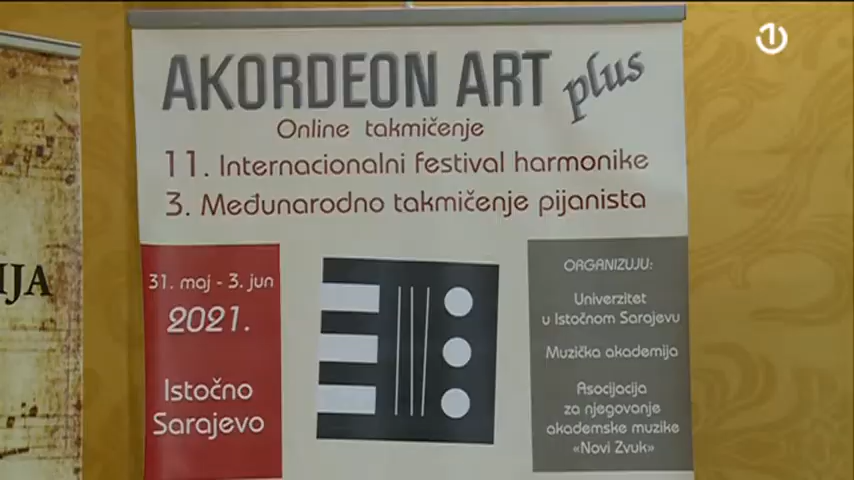 AKORDEON ART plus
Online takmičenje
11. Internacionalni festival harmonike
3. Međunarodno takmičenje pijanista
IJA
31. maj - 3. jun
2021.
Istočno
Sarajevo
ORGANIZUJU:
Univerzitet
u Istočnom Sarajevu
Muzička akademija
Asocijacija
za njegovanje
akademske muzike
«Novi Zvuk»
1